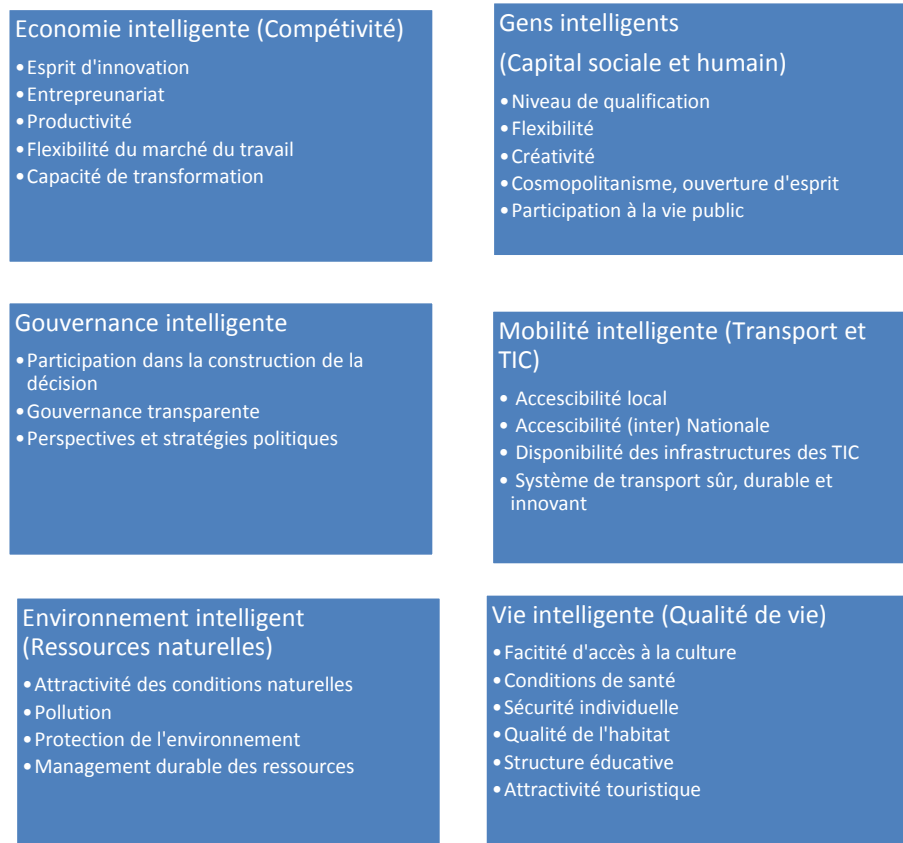 Economie intelligente (Compétivité)
•Esprit d'innovation
•Entrepreunariat
•Productivité
•Flexibilité du marché du travail
•Capacité de transformation
Gens intelligents
(Capital sociale et humain)
•Niveau de qualification
•Flexibilité
•Créativité
•Cosmopolitanisme, ouverture d'esprit
•Participation à la vie public
Gouvernance intelligente
•Participation dans la construction de la
décision
•Gouvernance transparente
•Perspectives et stratégies politiques
Mobilité intelligente (Transport et
TIC)
• Accescibilité local
• Accescibilité (inter) Nationale
• Disponibilité des infrastructures des TIC
• Système de transport sûr, durable et
innovant
Environnement intelligent
(Ressources naturelles)
•Attractivité des conditions naturelles
•Pollution
•Protection de l'environnement
•Management durable des ressources
Vie intelligente (Qualité de vie)
•Facitité d'accès à la culture
•Conditions de santé
•Sécurité individuelle
•Qualité de l'habitat
•Structure éducative
•Attractivité touristique